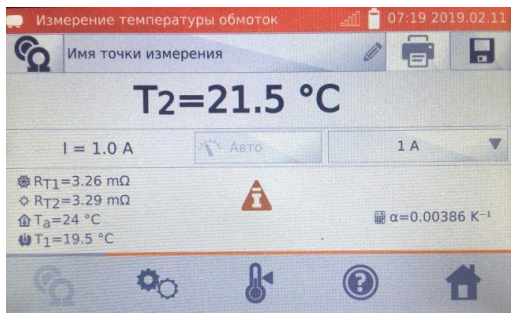 Измерение температуры обмоток 07:19 2019.02.11
Имя точки измерения
T2=21.5 °C
I = 1.0 A Авто 1 A
RT1=3.26 mΩ
RT2=3.29 mΩ
Ta=24 °C α=0.00386 K⁻¹
T1=19.5 °C